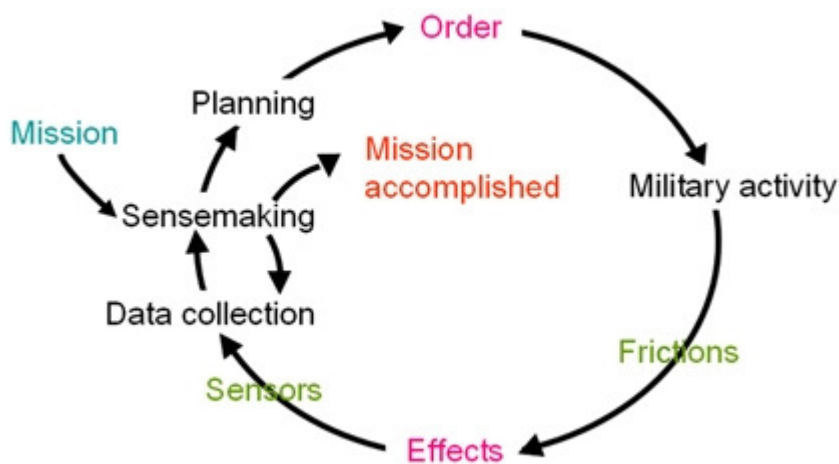 Order
Planning
Mission
Mission
accomplished
Military activity
Sensemaking
Data collection
Frictions
Sensors
Effects